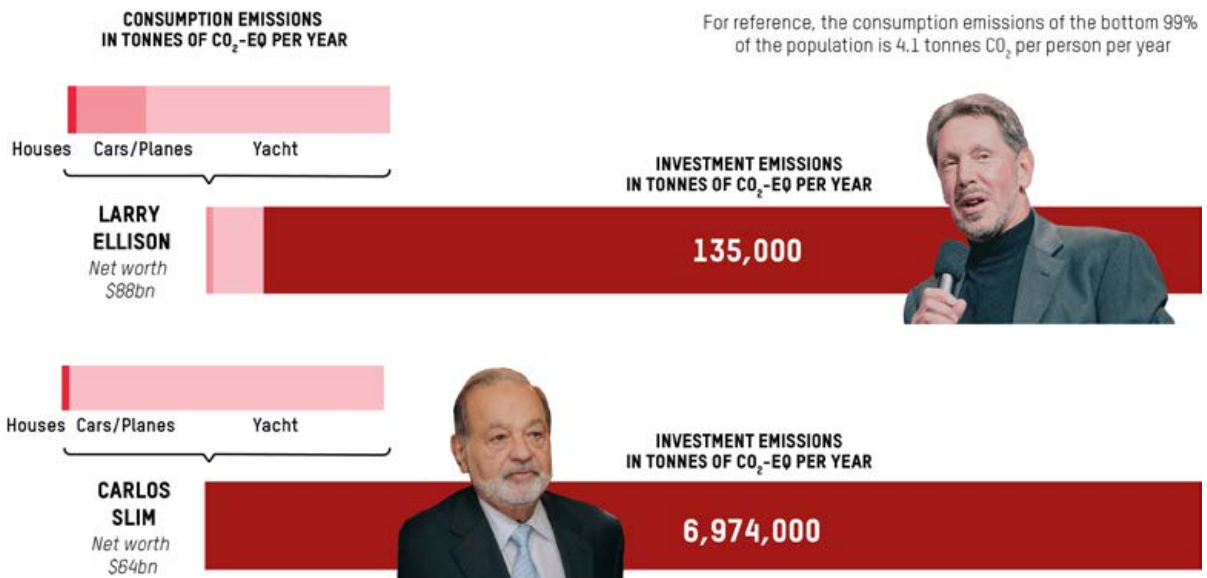 CONSUMPTION EMISSIONS
IN TONNES OF CO₂-EQ PER YEAR
For reference, the consumption emissions of the bottom 99%
of the population is 4.1 tonnes CO₂ per person per year
Houses Cars/Planes Yacht
INVESTMENT EMISSIONS
IN TONNES OF CO₂-EQ PER YEAR
LARRY
ELLISON
Net worth
$88bn
135,000
Houses Cars/Planes Yacht
INVESTMENT EMISSIONS
IN TONNES OF CO₂-EQ PER YEAR
CARLOS
SLIM
Net worth
$64bn
6,974,000